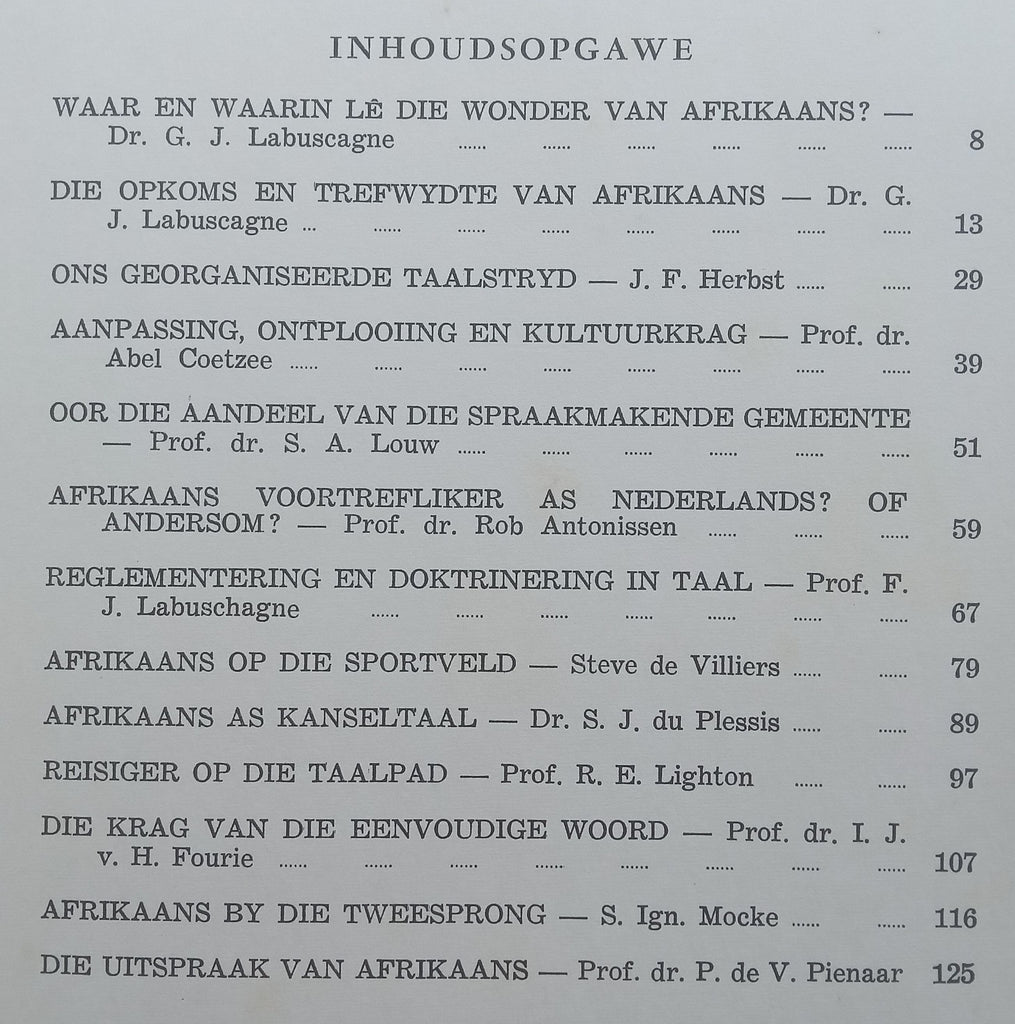 INHOUDSOPGAWE
WAAR EN WAARIN LÊ DIE WONDER VAN AFRIKAANS? —
Dr. G. J. Labuscagne ...... ...... ...... ...... ...... ...... 8
DIE OPKOMS EN TREFWYDTE VAN AFRIKAANS — Dr. G.
J. Labuscagne ... ...... ...... ...... ...... ...... ...... ...... 13
ONS GEORGANISEERDE TAALSTRYD — J. F. Herbst ...... ...... 29
AANPASSING, ONTPLOOIING EN KULTUURKRAG — Prof. dr.
Abel Coetzee ...... ...... ...... ...... ...... ...... ...... ...... 39
OOR DIE AANDEEL VAN DIE SPRAAKMAKENDE GEMEENTE
— Prof. dr. S. A. Louw ...... ...... ...... ...... ...... ...... 51
AFRIKAANS VOORTREFLIKER AS NEDERLANDS? OF
ANDERSOM? — Prof. dr. Rob Antonissen ...... ...... ...... 59
REGLEMENTERING EN DOKTRINERING IN TAAL — Prof. F.
J. Labuschagne ...... ...... ...... ...... ...... ...... ...... 67
AFRIKAANS OP DIE SPORTVELD — Steve de Villiers ...... ...... 79
AFRIKAANS AS KANSELTAAL — Dr. S. J. du Plessis ...... ...... 89
REISIGER OP DIE TAALPAD — Prof. R. E. Lighton ...... ...... 97
DIE KRAG VAN DIE EENVOUDIGE WOORD — Prof. dr. I. J.
v. H. Fourie ...... ...... ...... ...... ...... ...... ...... ...... 107
AFRIKAANS BY DIE TWEESPRONG — S. Ign. Mocke ...... ...... 116
DIE UITSPRAAK VAN AFRIKAANS — Prof. dr. P. de V. Pienaar 125